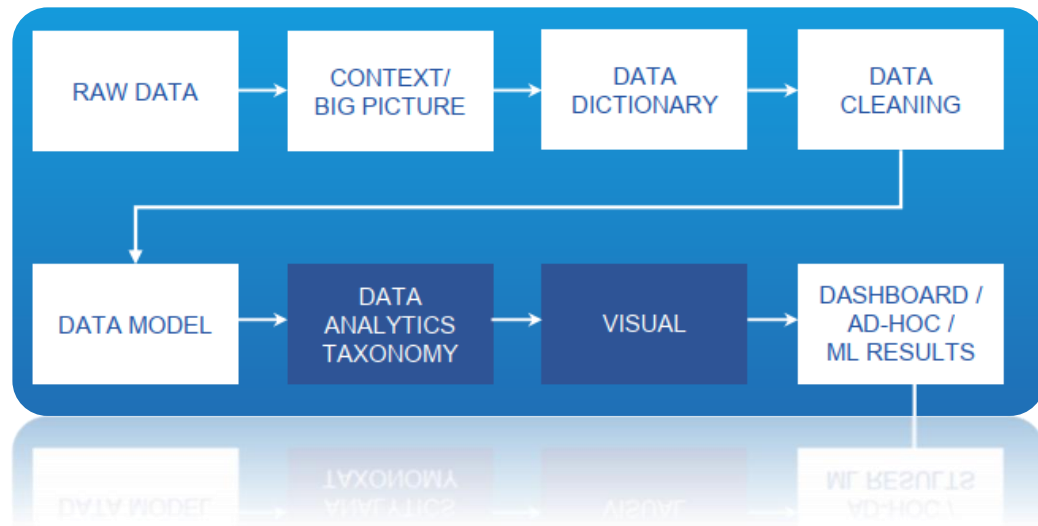 RAW DATA
CONTEXT/
BIG PICTURE
DATA
DICTIONARY
DATA
CLEANING
DATA MODEL
DATA
ANALYTICS
TAXONOMY
VISUAL
DASHBOARD /
AD-HOC /
ML RESULTS